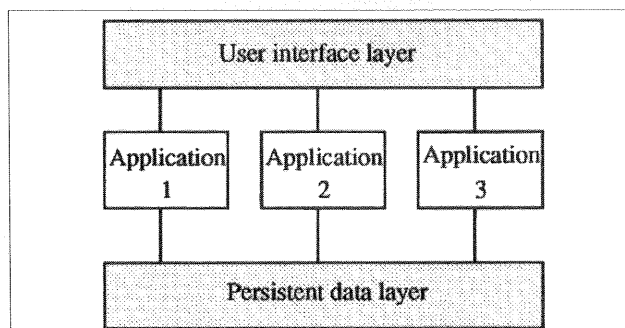 User interface layer
Application
1
Application
2
Application
3
Persistent data layer